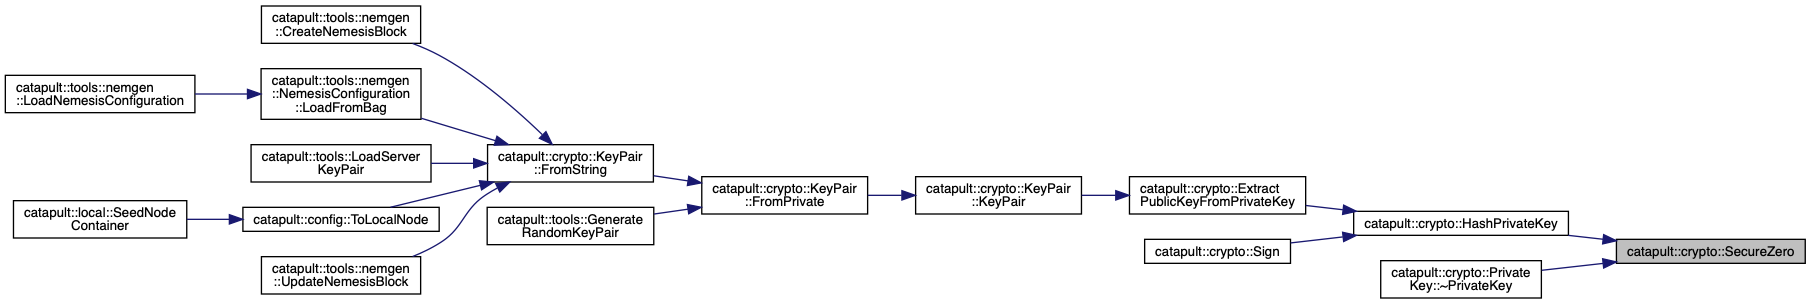 catapult::tools::nemgen
::CreateNemesisBlock
catapult::tools::nemgen
::LoadNemesisConfiguration
catapult::tools::nemgen
::NemesisConfiguration
::LoadFromBag
catapult::tools::LoadServer
KeyPair
catapult::crypto::KeyPair
::FromString
catapult::local::SeedNode
Container
catapult::config::ToLocalNode
catapult::tools::nemgen
::UpdateNemesisBlock
catapult::tools::Generate
RandomKeyPair
catapult::crypto::KeyPair
::FromPrivate
catapult::crypto::KeyPair
::KeyPair
catapult::crypto::Extract
PublicKeyFromPrivateKey
catapult::crypto::Sign
catapult::crypto::HashPrivateKey
catapult::crypto::Private
Key::~PrivateKey
catapult::crypto::SecureZero